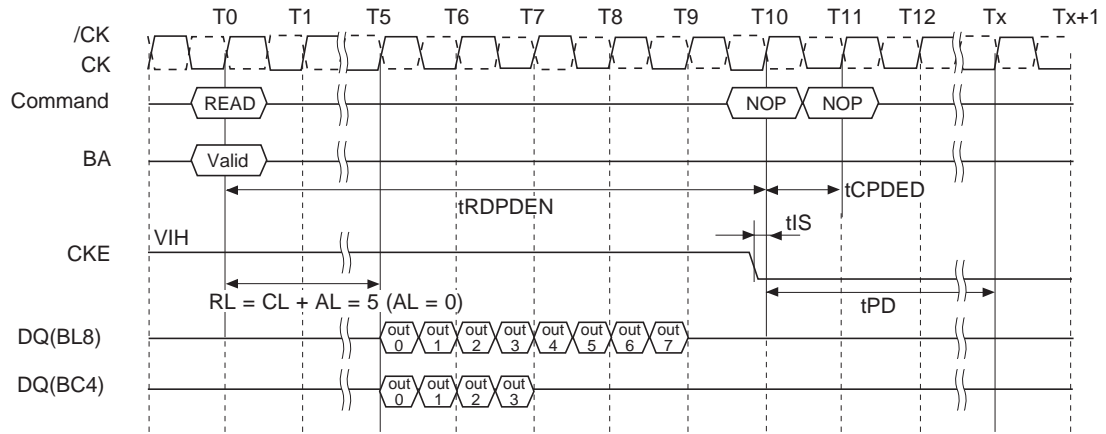 T0 T1 T5 T6 T7 T8 T9 T10 T11 T12 Tx Tx+1
/CK
CK
Command READ NOP NOP
BA Valid
tRDPDEN tCPDED
tIS
VIH
CKE
RL = CL + AL = 5 (AL = 0) tPD
DQ(BL8) out 0 out 1 out 2 out 3 out 4 out 5 out 6 out 7
DQ(BC4) out 0 out 1 out 2 out 3